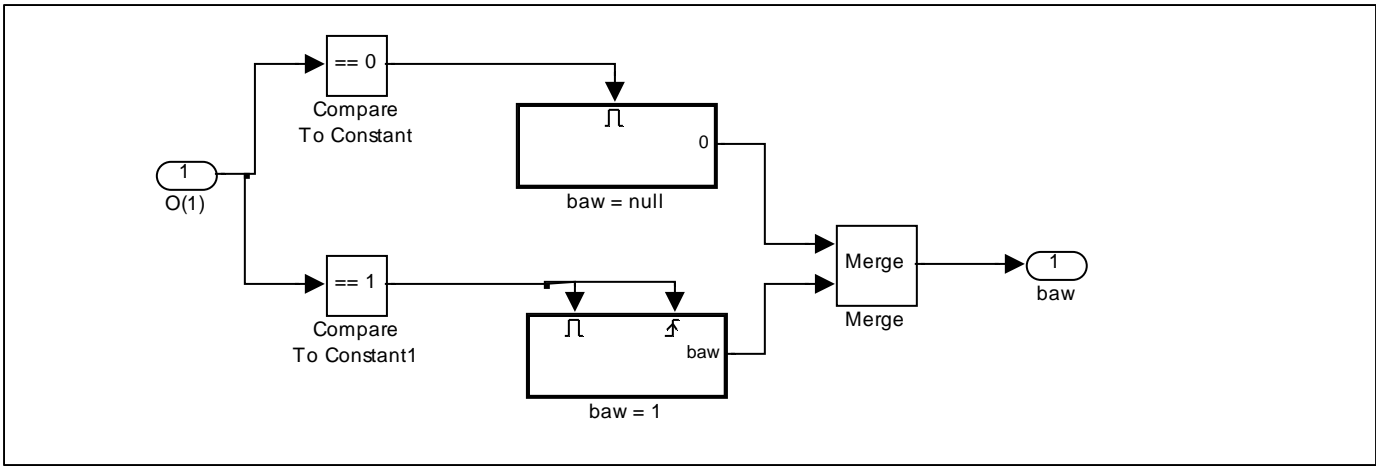 == 0
Compare
To Constant
0
baw = null
1
O(1)
== 1
Compare
To Constant1
baw
baw = 1
Merge
Merge
1
baw